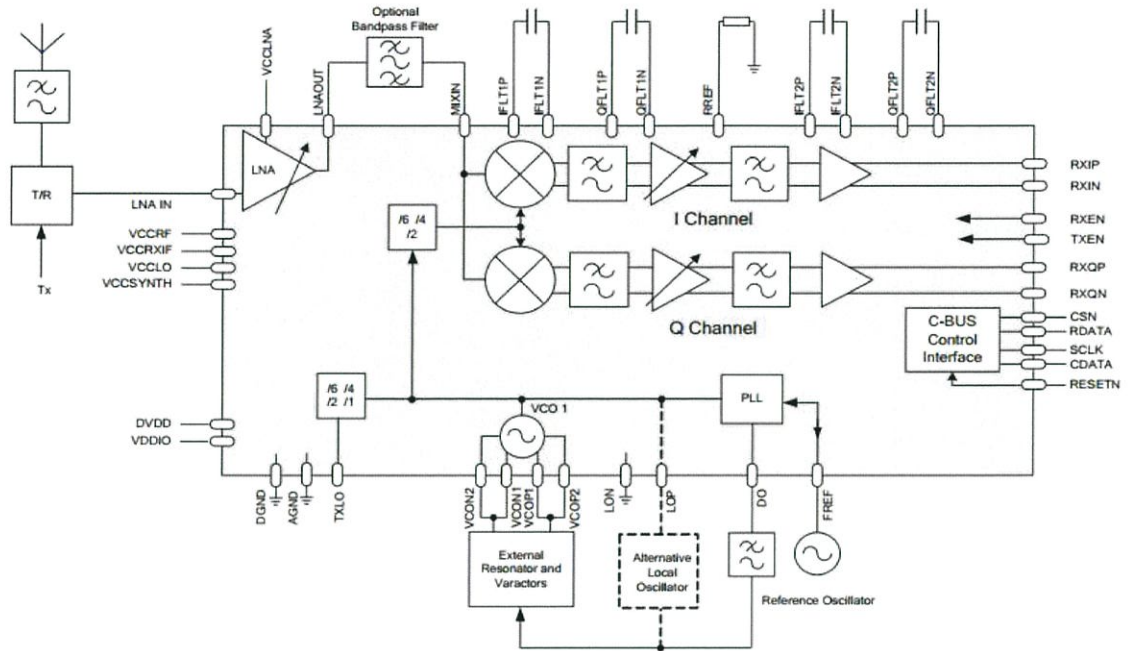 Optional
Bandpass Filter
VCCLNA
LNAOUT
MIXIN
IFLT1P
IFLT1N
QFLT1P
QFLT1N
RREF
IFLT2P
IFLT2N
QFLT2P
QFLT2N
T/R
LNA
LNA IN
Tx
VCCRF
VCCRXIF
VCCLO
VCCSYNTH
/6 /4
/2
I Channel
Q Channel
RXIP
RXIN
RXEN
TXEN
RXQP
RXQN
C-BUS
Control
Interface
CSN
RDATA
SCLK
CDATA
RESETN
/6 /4
/2 /1
VCO 1
PLL
DVDD
VDDIO
DGND
AGND
TXLO
VCON2
VCON1
VCOP1
VCOP2
LON
LOP
DO
FREF
External
Resonator and
Varactors
Alternative
Local
Oscillator
Reference Oscillator